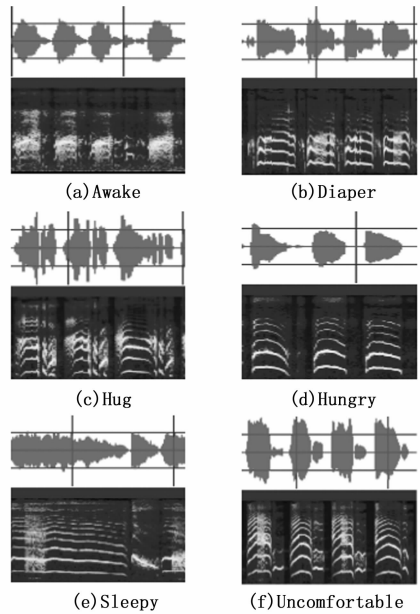 (a)Awake
(b)Diaper
(c)Hug
(d)Hungry
(e)Sleepy
(f)Uncomfortable